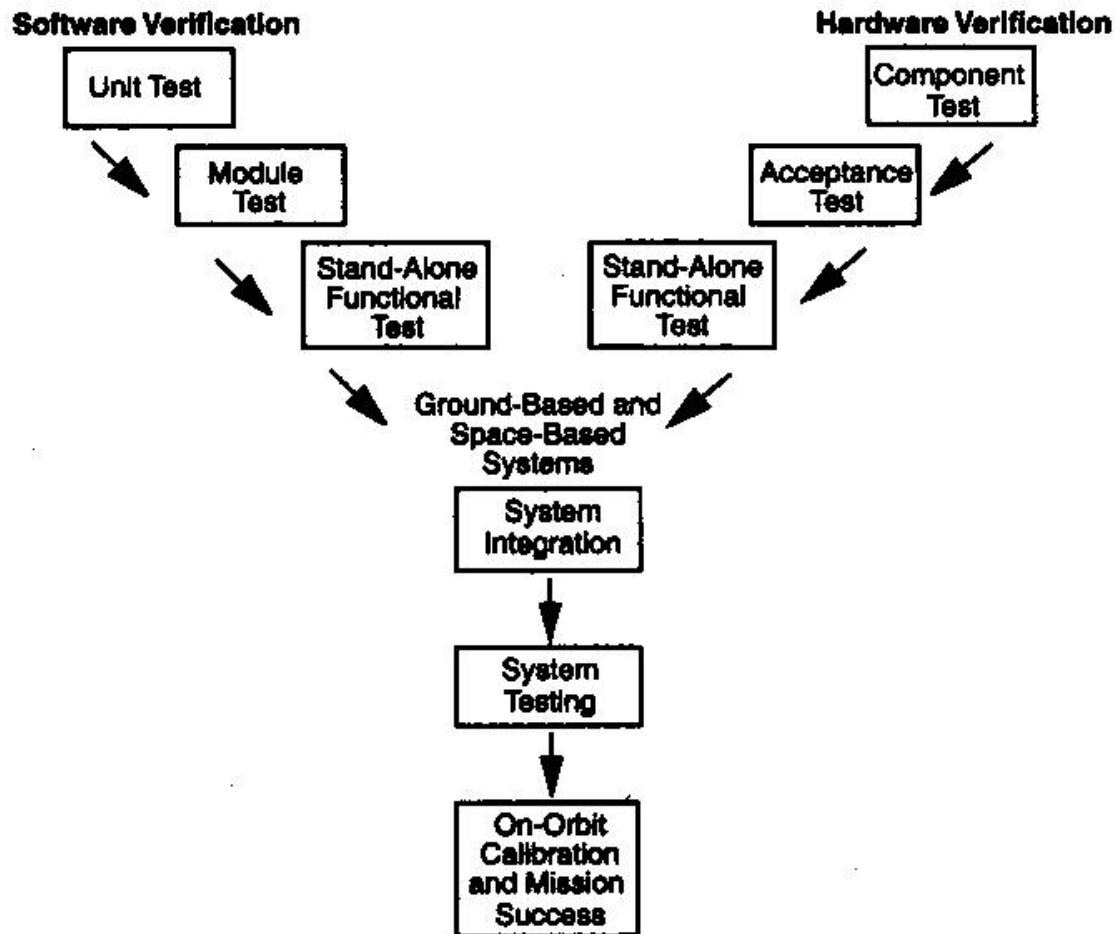 Software Verification
Hardware Verification
Unit Test
Component
Test
Module
Test
Acceptance
Test
Stand-Alone
Functional
Test
Stand-Alone
Functional
Test
Ground-Based and
Space-Based
Systems
System
Integration
System
Testing
On-Orbit
Calibration
and Mission
Success